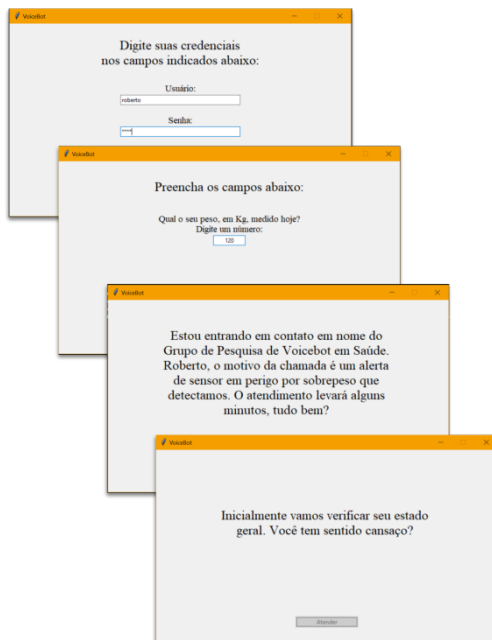 VoiceBot
Digite suas credenciais
nos campos indicados abaixo:
Usuário:
roberto
Senha:
****
VoiceBot
Preencha os campos abaixo:
Qual o seu peso, em Kg, medido hoje?
Digite um número:
120
VoiceBot
Estou entrando em contato em nome do
Grupo de Pesquisa de Voicebot em Saúde.
Roberto, o motivo da chamada é um alerta
de sensor em perigo por sobrepeso que
detectamos. O atendimento levará alguns
minutos, tudo bem?
VoiceBot
Inicialmente vamos verificar seu estado
geral. Você tem sentido cansaço?
Atender